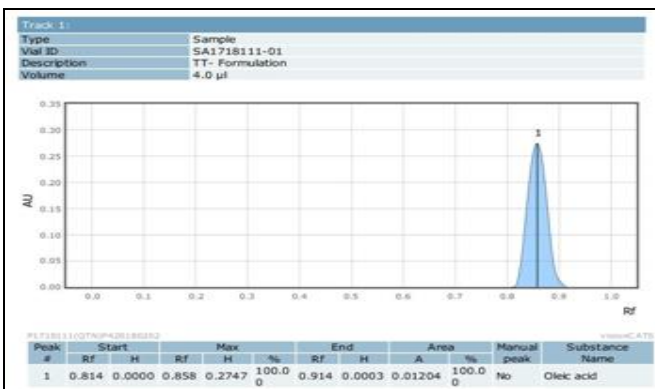 Track 1:
Type Sample
Vial ID SA1718111-01
Description TT- Formulation
Volume 4.0 µl
0.35
0.30
0.25
0.20
0.15
0.10
0.05
0.00
AU
1
0.0 0.1 0.2 0.3 0.4 0.5 0.6 0.7 0.8 0.9 1.0
Rf
visionCATS
Peak Start Max End Area Manual Substance
# Rf H Rf H % Rf H A % peak Name
1 0.814 0.0000 0.858 0.2747 100.00 0.914 0.0003 0.01204 100.00 No Oleic acid